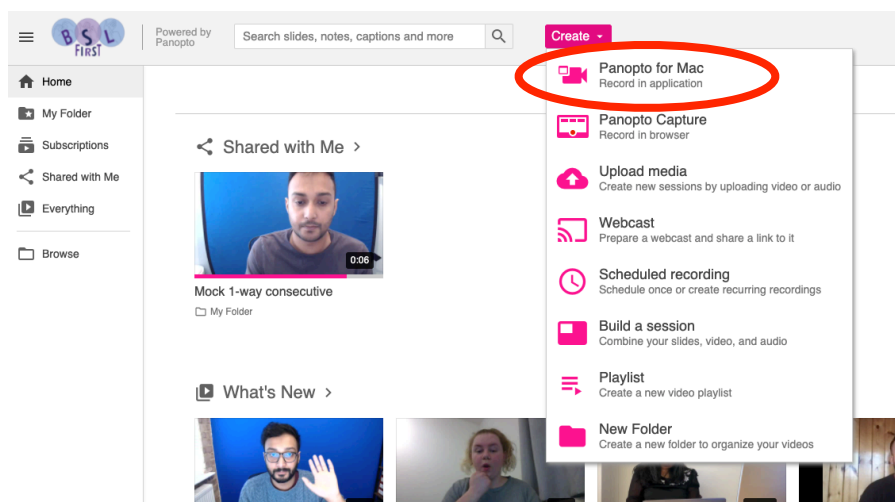 BSL
FIRST
Powered by
Panopto
Search slides, notes, captions and more
Create
Home
My Folder
Subscriptions
Shared with Me
Everything
Browse
Shared with Me >
0:06
Mock 1-way consecutive
My Folder
What's New >
Panopto for Mac
Record in application
Panopto Capture
Record in browser
Upload media
Create new sessions by uploading video or audio
Webcast
Prepare a webcast and share a link to it
Scheduled recording
Schedule once or create recurring recordings
Build a session
Combine your slides, video, and audio
Playlist
Create a new video playlist
New Folder
Create a new folder to organize your videos